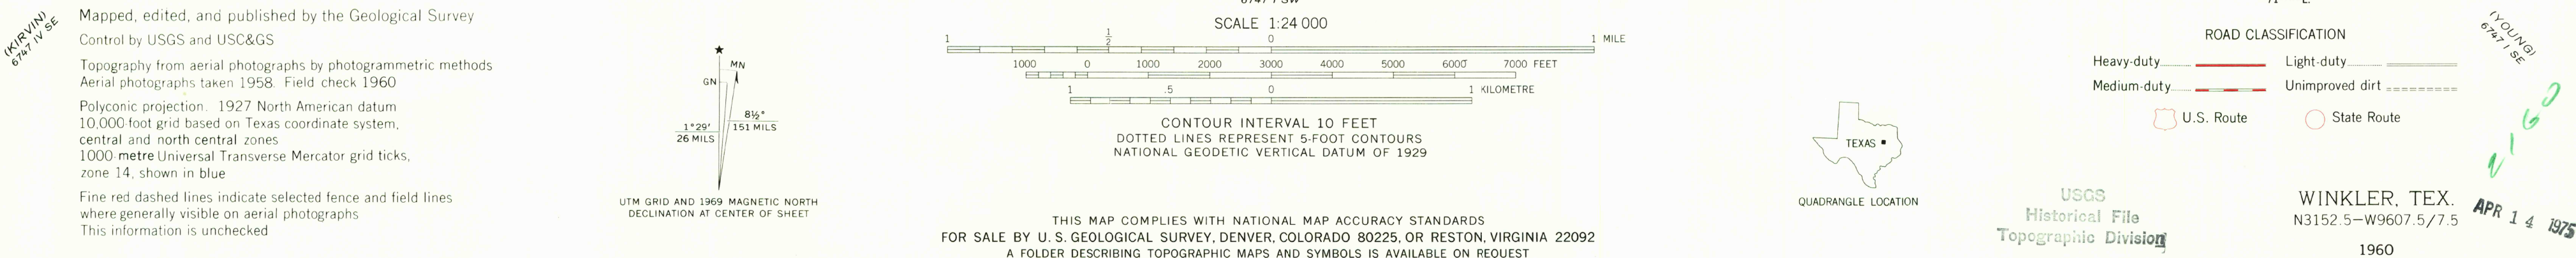 (KIRVIN)
6747 IV SE
Mapped, edited, and published by the Geological Survey
Control by USGS and USC&GS
Topography from aerial photographs by photogrammetric methods
Aerial photographs taken 1958. Field check 1960
Polyconic projection. 1927 North American datum
10,000-foot grid based on Texas coordinate system,
central and north central zones
1000-metre Universal Transverse Mercator grid ticks,
zone 14, shown in blue
Fine red dashed lines indicate selected fence and field lines
where generally visible on aerial photographs
This information is unchecked
★
MN
GN
1°29'
26 MILS
8½°
151 MILS
UTM GRID AND 1969 MAGNETIC NORTH
DECLINATION AT CENTER OF SHEET
6747 I SW
SCALE 1:24 000
1 ½ 0 1 MILE
1000 0 1000 2000 3000 4000 5000 6000 7000 FEET
1 .5 0 1 KILOMETRE
CONTOUR INTERVAL 10 FEET
DOTTED LINES REPRESENT 5-FOOT CONTOURS
NATIONAL GEODETIC VERTICAL DATUM OF 1929
THIS MAP COMPLIES WITH NATIONAL MAP ACCURACY STANDARDS
FOR SALE BY U. S. GEOLOGICAL SURVEY, DENVER, COLORADO 80225, OR RESTON, VIRGINIA 22092
A FOLDER DESCRIBING TOPOGRAPHIC MAPS AND SYMBOLS IS AVAILABLE ON REQUEST
TEXAS
QUADRANGLE LOCATION
ROAD CLASSIFICATION
Heavy-duty Light-duty
Medium-duty Unimproved dirt
U.S. Route State Route
USGS
Historical File
Topographic Division
WINKLER, TEX.
N3152.5—W9607.5/7.5
1960
(YOUNG)
6747 I SE
2160
APR 14 1975